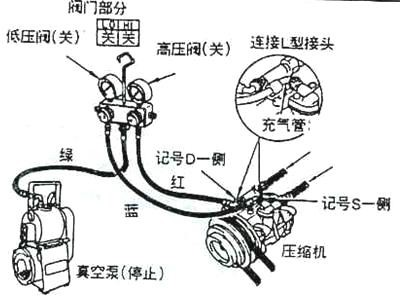 阀门部分
LO HI
关 关
低压阀(关)
高压阀(关)
连接L型接头
充气管:
绿
红
蓝
记号D一侧
记号S一侧
真空泵(停止)
压缩机